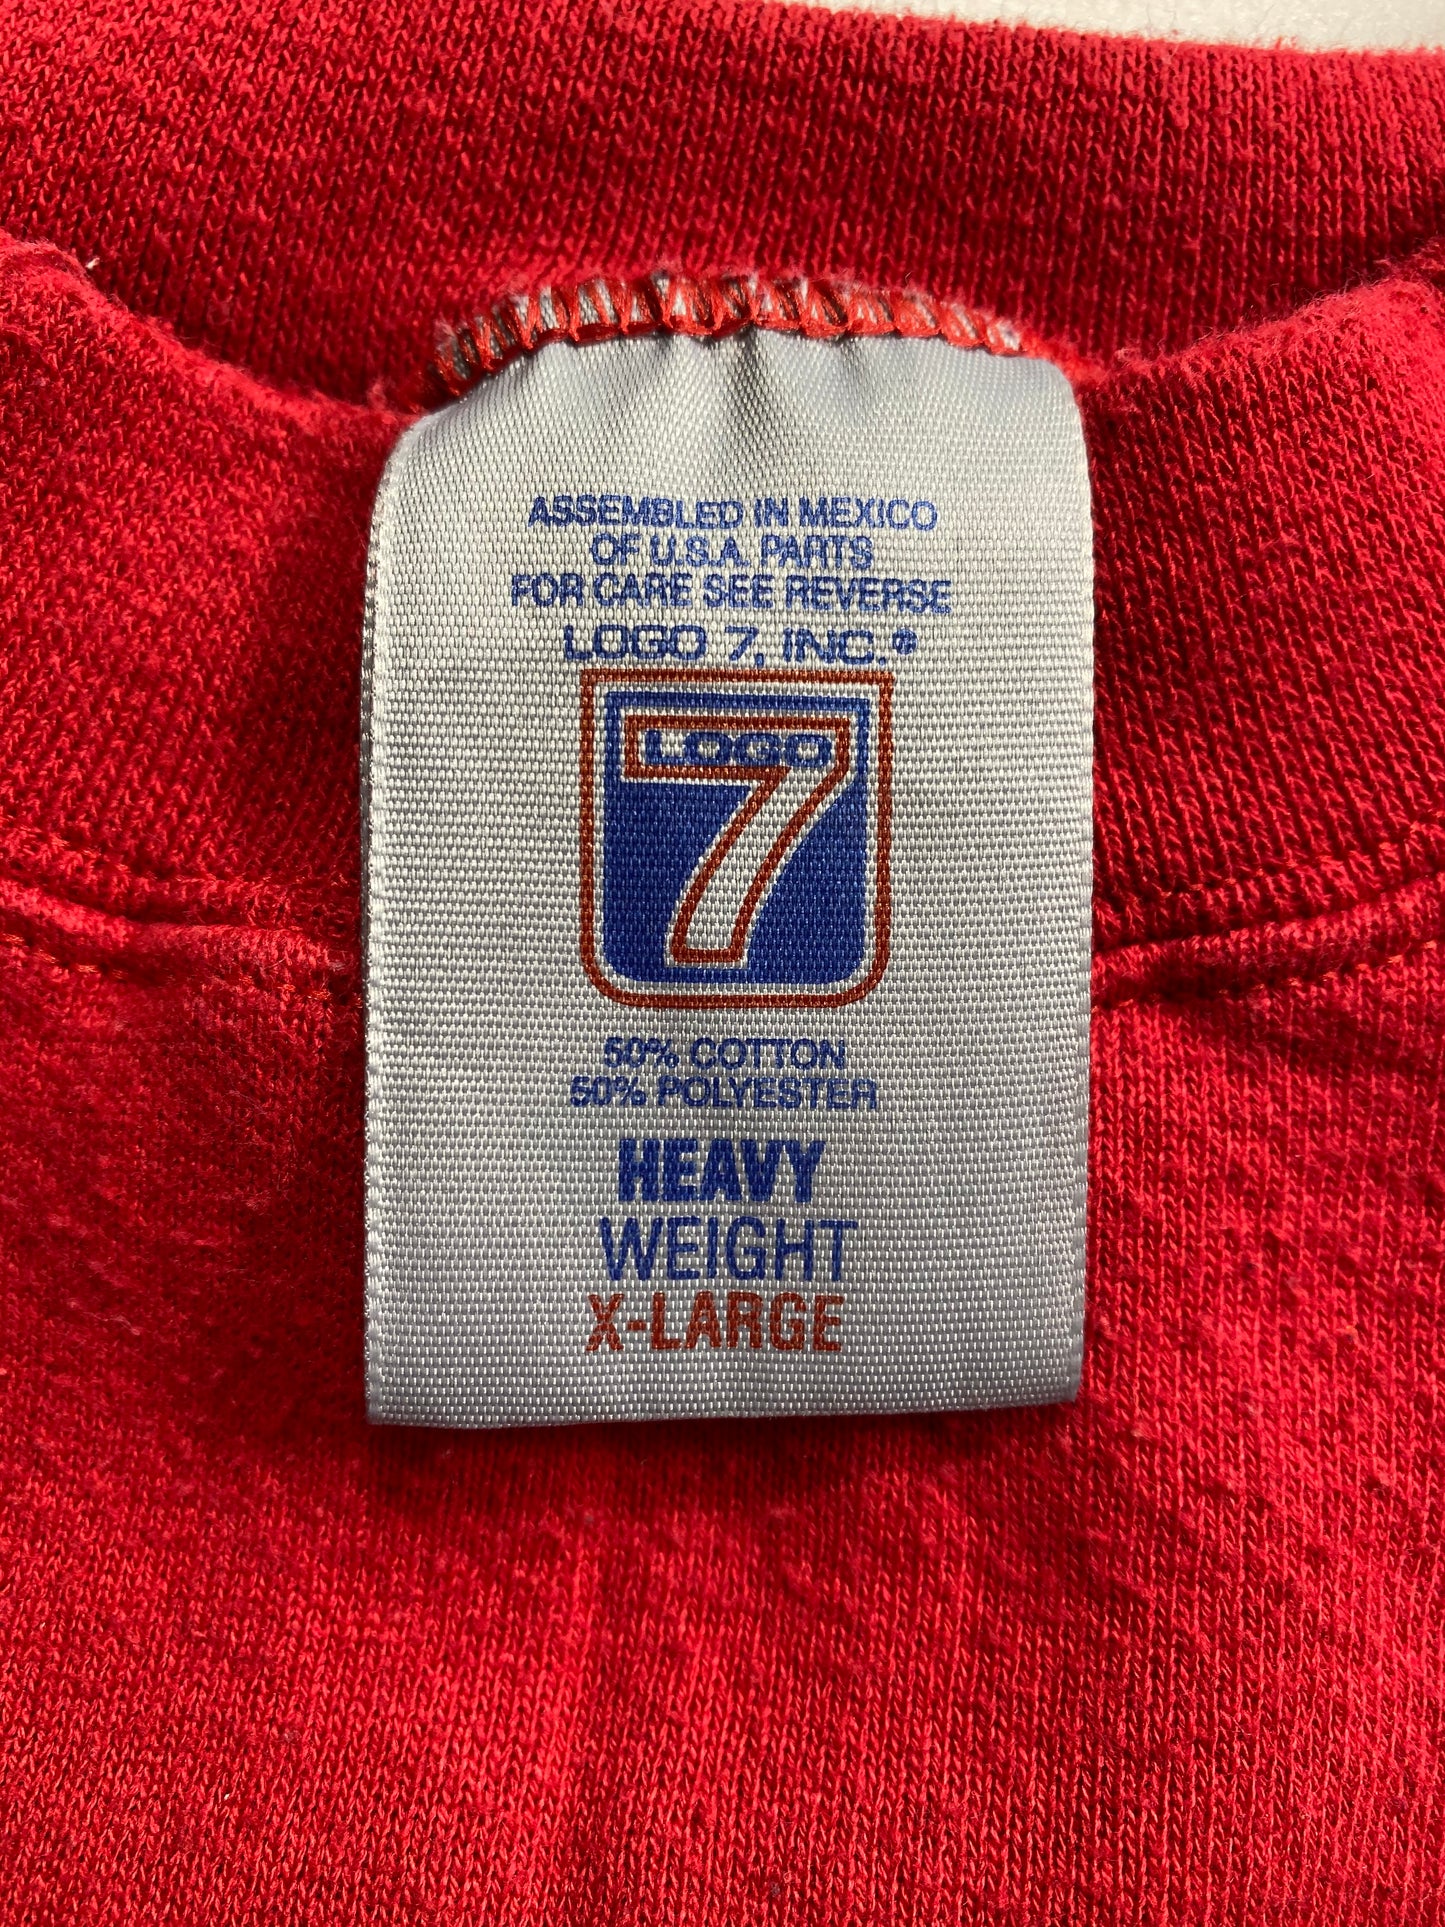 ASSEMBLED IN MEXICO
OF U.S.A. PARTS
FOR CARE SEE REVERSE
LOGO 7, INC.®
LOGO
7
50% COTTON
50% POLYESTER
HEAVY
WEIGHT
X-LARGE